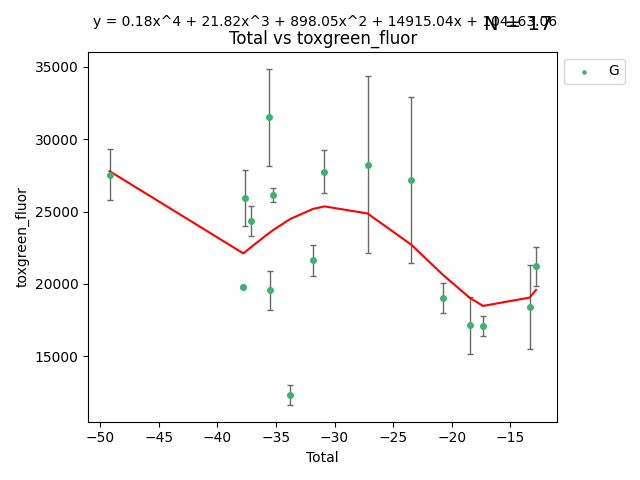 y = 0.18x^4 + 21.82x^3 + 898.05x^2 + 14915.04x + 104163.06
N = 17
Total vs toxgreen_fluor
G
35000
30000
25000
20000
15000
toxgreen_fluor
−50 −45 −40 −35 −30 −25 −20 −15
Total